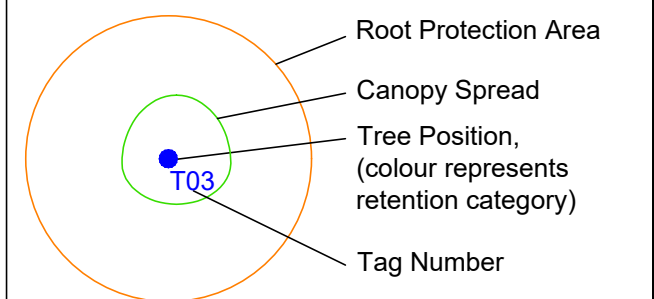 Root Protection Area
Canopy Spread
Tree Position,
(colour represents
retention category)
T03
Tag Number